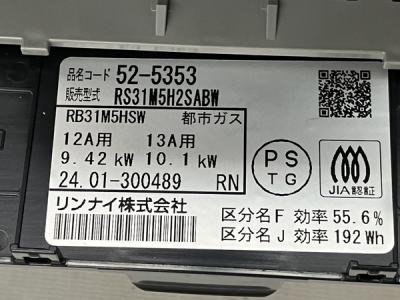 品名コード 52-5353
販売型式 RS31M5H2SABW
RB31M5HSW 都市ガス
12A用 13A用
9.42 kW 10.1 kW
24.01-300489 RN
リンナイ株式会社
PS
TG
JIA
区分名F 効率 55.6%
区分名J 効率 192 Wh